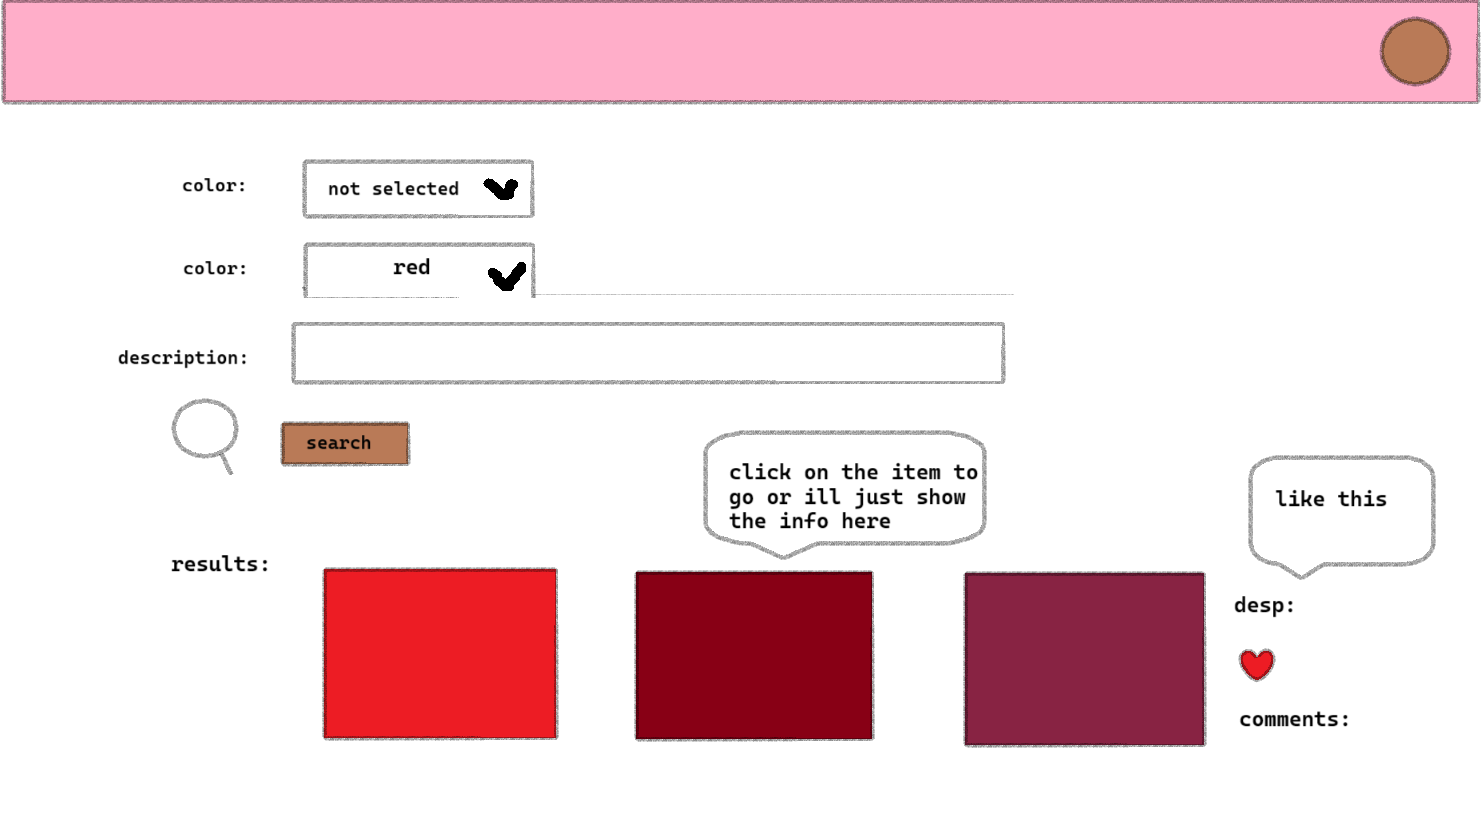 color:
not selected
color:
red
description:
search
click on the item to
go or ill just show
the info here
like this
results:
desp:
comments: